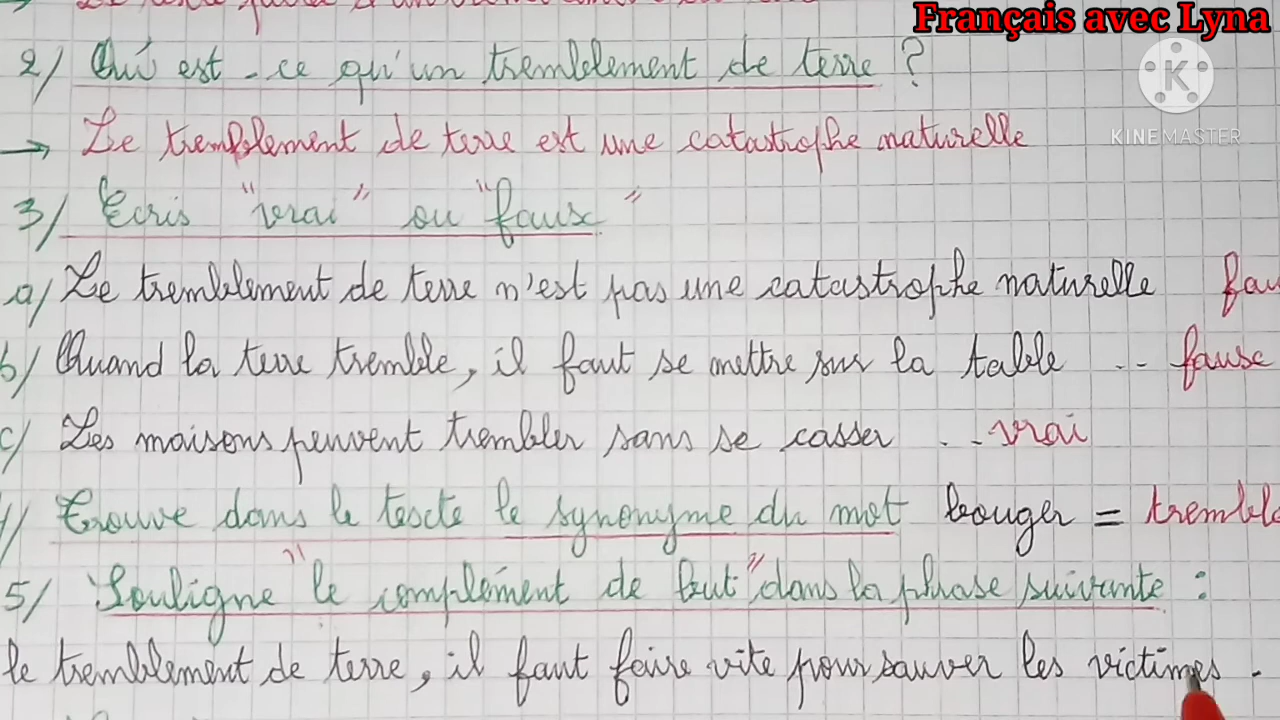 Français avec Lyna
2/ Qu'est-ce qu'un tremblement de terre ?
KINEMASTER
→ Le tremblement de terre est une catastrophe naturelle
3/ Ecris "vrai" ou "faux"
a/ Le tremblement de terre n'est pas une catastrophe naturelle fau
b/ Quand la terre tremble, il faut se mettre sur la table .. faux
c/ Les maisons peuvent trembler sans se casser . .. vrai
/ Trouve dans le texte le synonyme du mot bouger = tremble
5/ Souligne "le complément de but" dans la phrase suivante :
le tremblement de terre, il faut faire vite pour sauver les victimes .